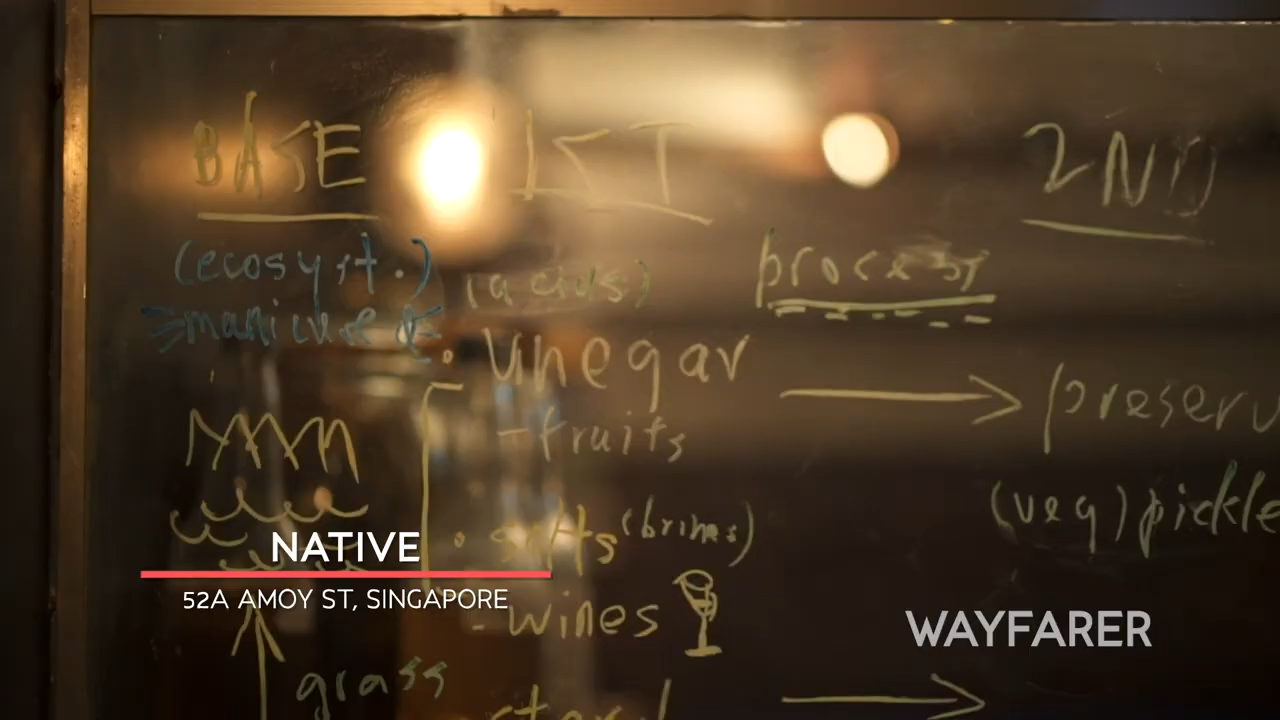 BASE 1ST 2ND
(ecosyst.)
process
vinegar
preserv
- fruits
(veg) pickle
salts (brines)
NATIVE
52A AMOY ST, SINGAPORE
- wines
WAYFARER
grass